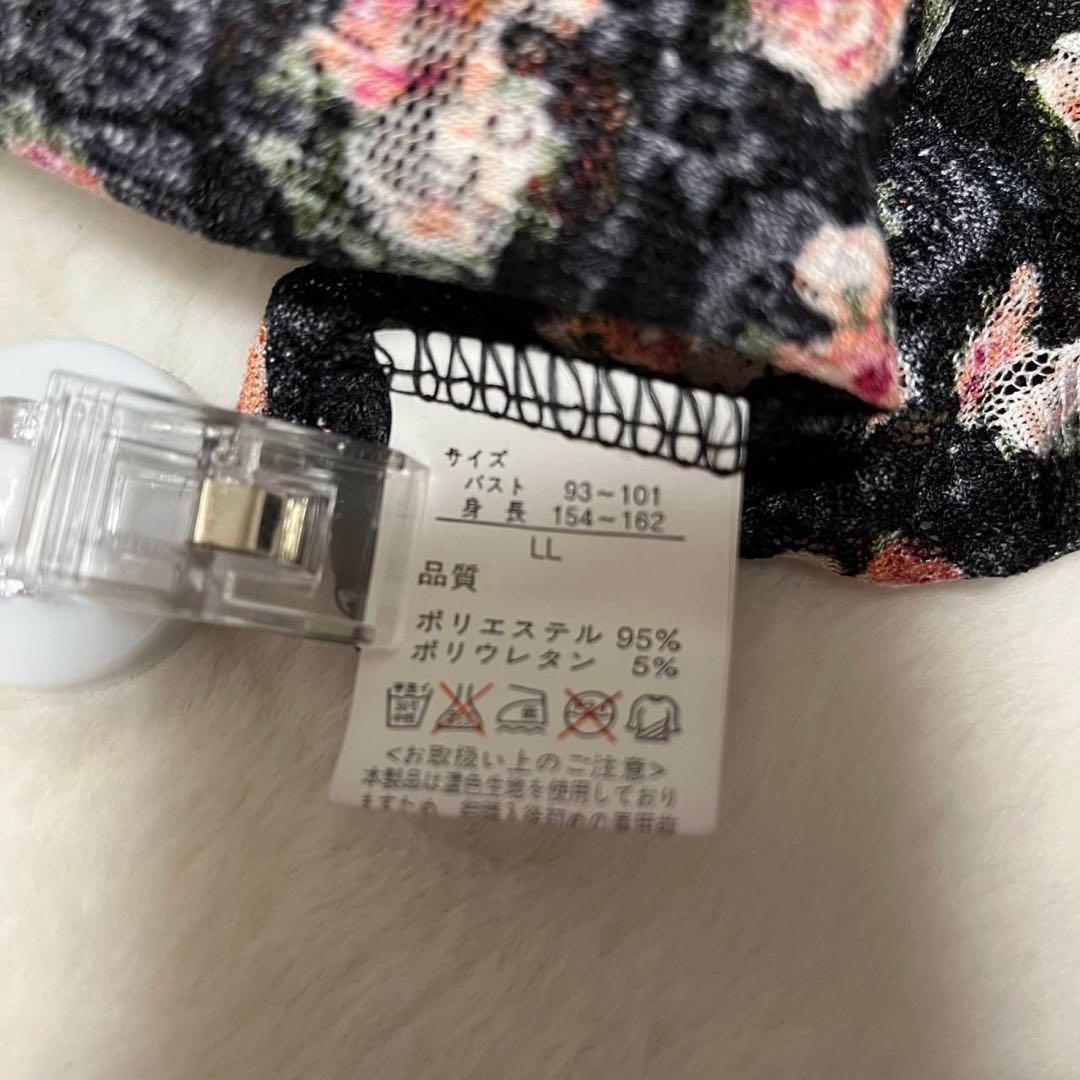 サイズ
バスト 93~101
身長 154~162
LL
品質
ポリエステル 95%
ポリウレタン 5%
<お取扱い上のご注意>
本製品は濃色生地を使用しており
ますため、